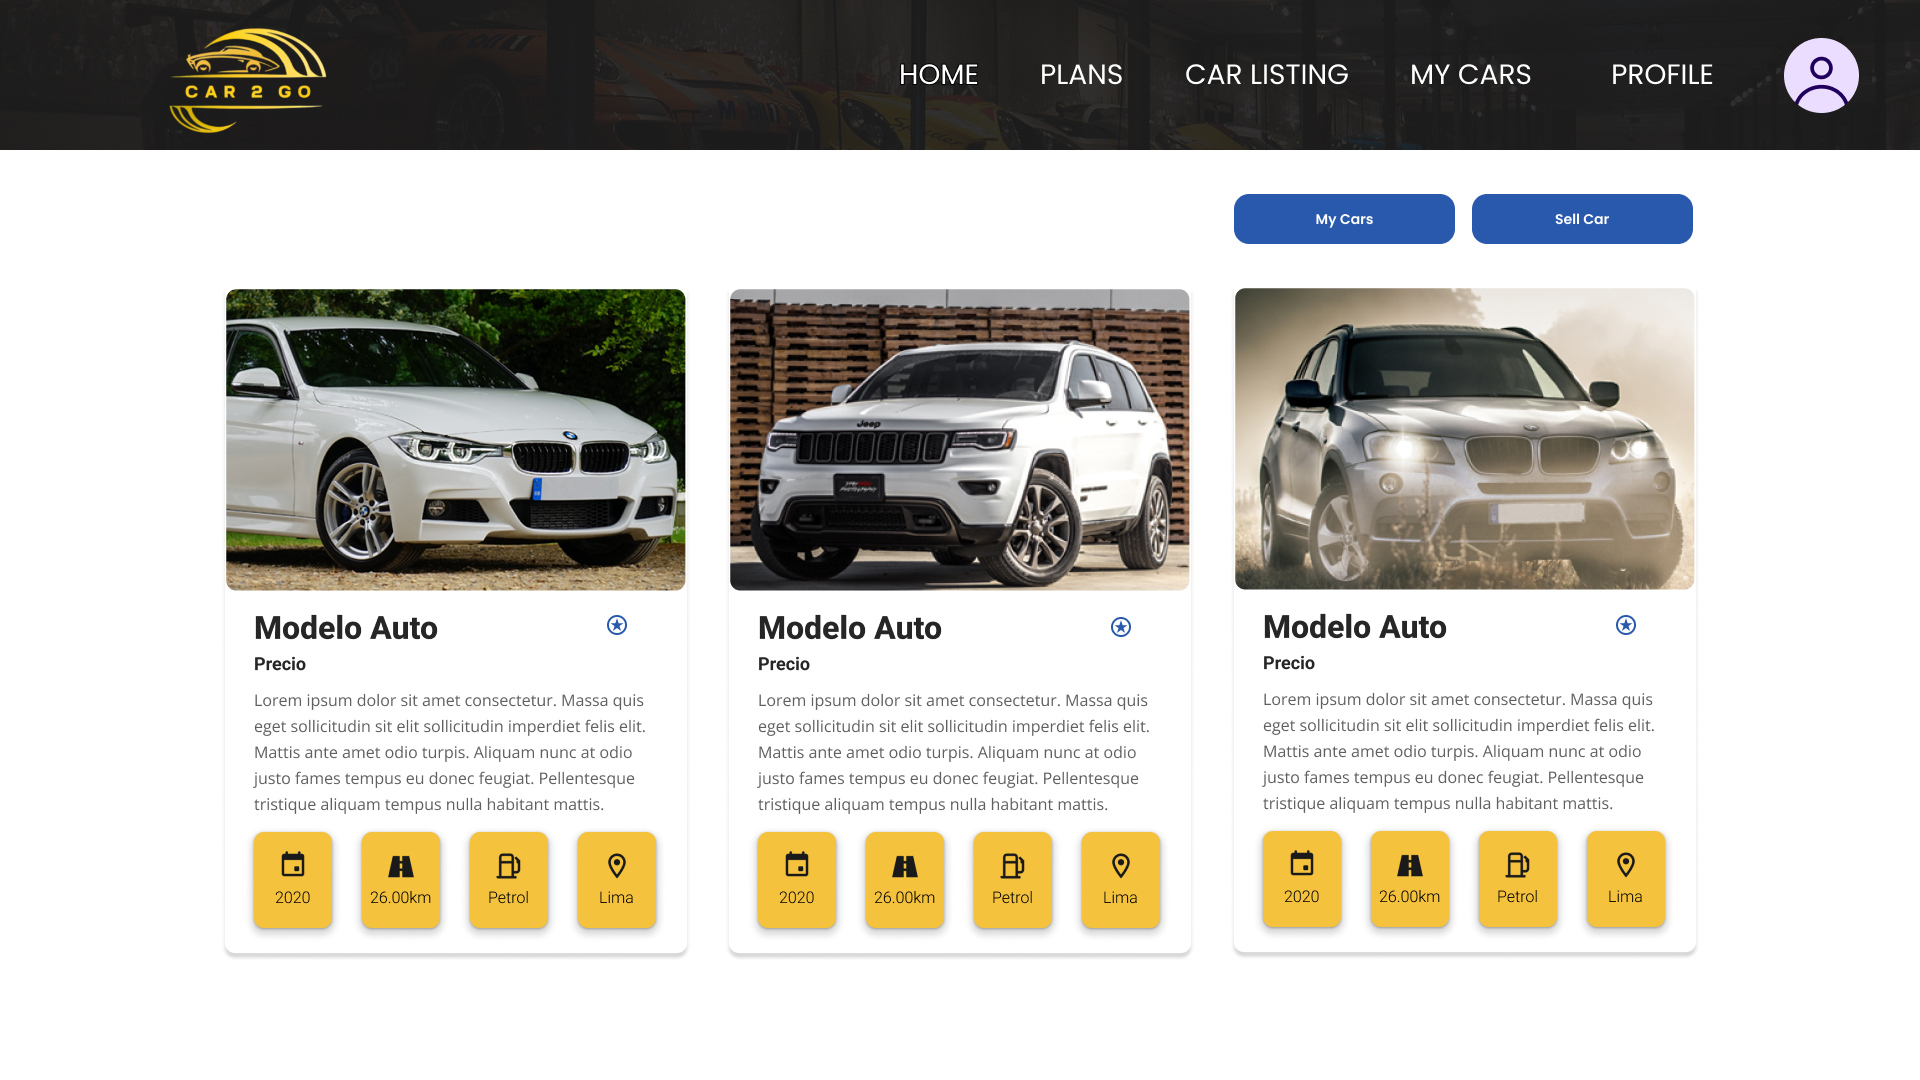 CAR 2 GO
HOME PLANS CAR LISTING MY CARS PROFILE
My Cars Sell Car
Jeep
Modelo Auto
Precio
Lorem ipsum dolor sit amet consectetur. Massa quis
eget sollicitudin sit elit sollicitudin imperdiet felis elit.
Mattis ante amet odio turpis. Aliquam nunc at odio
justo fames tempus eu donec feugiat. Pellentesque
tristique aliquam tempus nulla habitant mattis.
2020 26.00km Petrol Lima
Modelo Auto
Precio
Lorem ipsum dolor sit amet consectetur. Massa quis
eget sollicitudin sit elit sollicitudin imperdiet felis elit.
Mattis ante amet odio turpis. Aliquam nunc at odio
justo fames tempus eu donec feugiat. Pellentesque
tristique aliquam tempus nulla habitant mattis.
2020 26.00km Petrol Lima
Modelo Auto
Precio
Lorem ipsum dolor sit amet consectetur. Massa quis
eget sollicitudin sit elit sollicitudin imperdiet felis elit.
Mattis ante amet odio turpis. Aliquam nunc at odio
justo fames tempus eu donec feugiat. Pellentesque
tristique aliquam tempus nulla habitant mattis.
2020 26.00km Petrol Lima